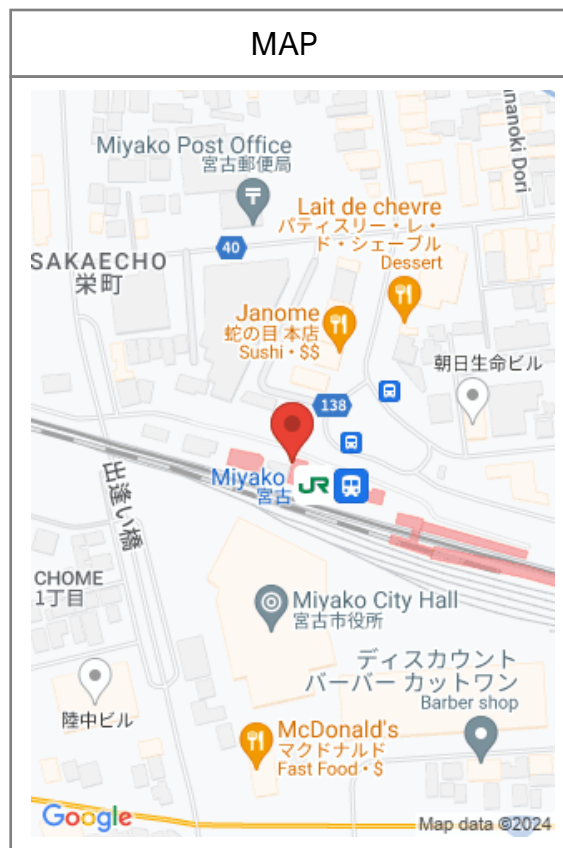 MAP
Miyako Post Office
宮古郵便局
nanoki Dori
Lait de chevre
パティスリー・レ・
ド・シェーブル
Dessert
40
SAKAECHO
栄町
Janome
蛇の目 本店
Sushi • $$
朝日生命ビル
138
Miyako
宮古
JR
出逢い橋
CHOME
1丁目
Miyako City Hall
宮古市役所
ディスカウント
バーバー カットワン
Barber shop
陸中ビル
McDonald's
マクドナルド
Fast Food • $
Google
Map data ©2024